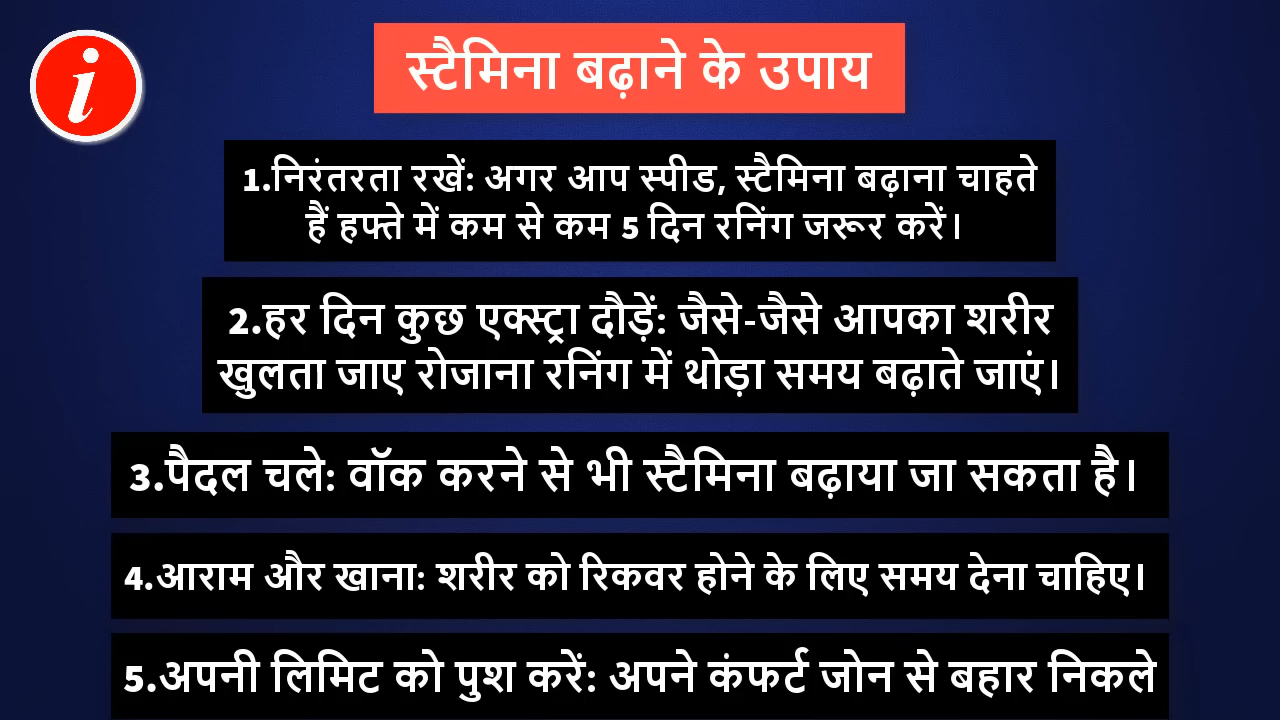 i
स्टैमिना बढ़ाने के उपाय
1.निरंतरता रखें: अगर आप स्पीड, स्टैमिना बढ़ाना चाहते
हैं हफ्ते में कम से कम 5 दिन रनिंग जरूर करें।
2.हर दिन कुछ एक्स्ट्रा दौड़ें: जैसे-जैसे आपका शरीर
खुलता जाए रोजाना रनिंग में थोड़ा समय बढ़ाते जाएं।
3.पैदल चले: वॉक करने से भी स्टैमिना बढ़ाया जा सकता है।
4.आराम और खाना: शरीर को रिकवर होने के लिए समय देना चाहिए।
5.अपनी लिमिट को पुश करें: अपने कंफर्ट जोन से बहार निकले